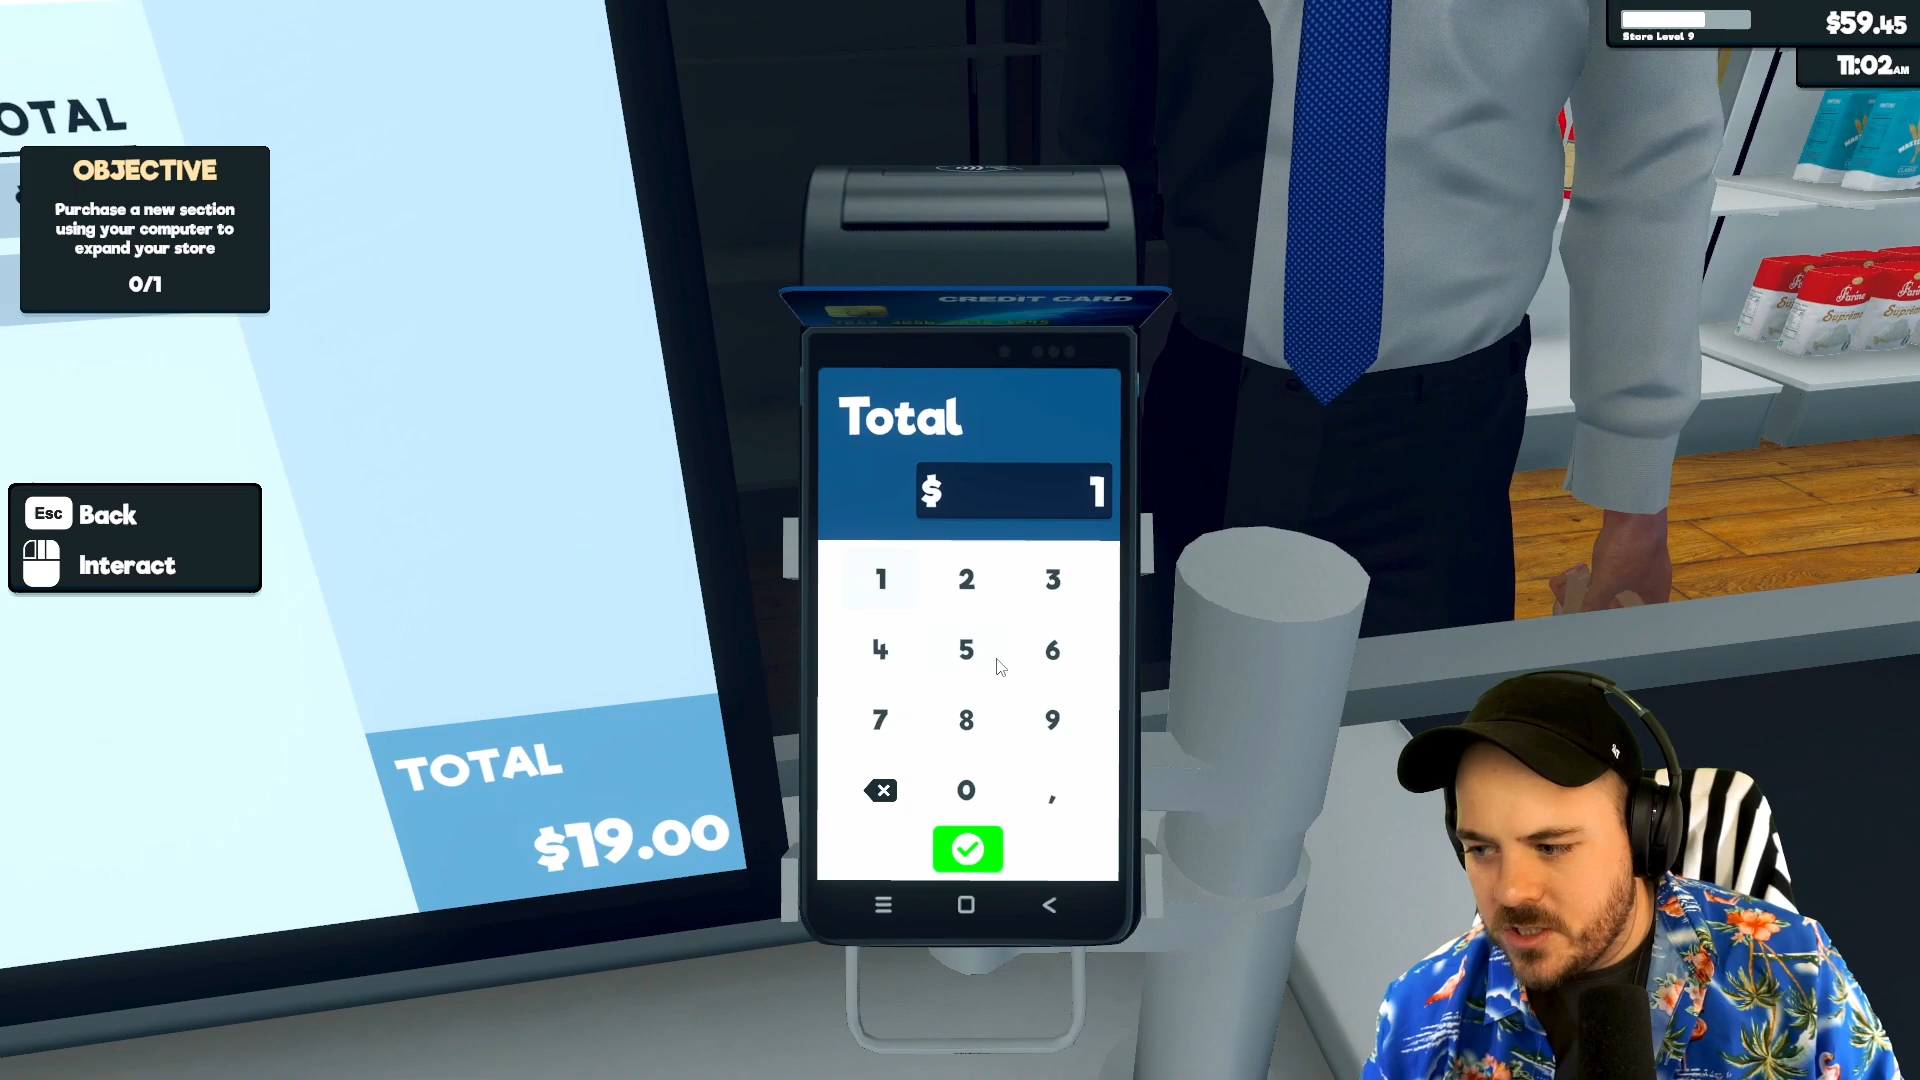 OTAL
OBJECTIVE
Purchase a new section
using your computer to
expand your store
0/1
Esc Back
Interact
TOTAL
$19.00
CREDIT CARD
Total
$ 1
1 2 3
4 5 6
7 8 9
0 ,
Store Level 9
$59.45
11:02AM
Farine
Suprême